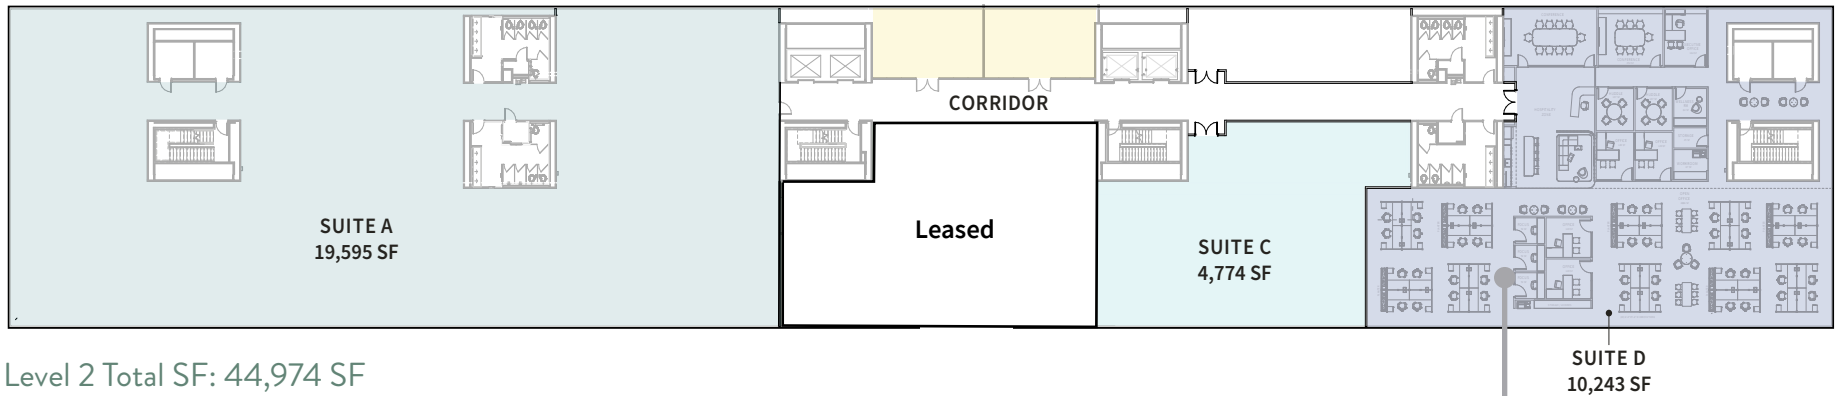 CORRIDOR
SUITE A
19,595 SF
Leased
SUITE C
4,774 SF
SUITE D
10,243 SF
Level 2 Total SF: 44,974 SF